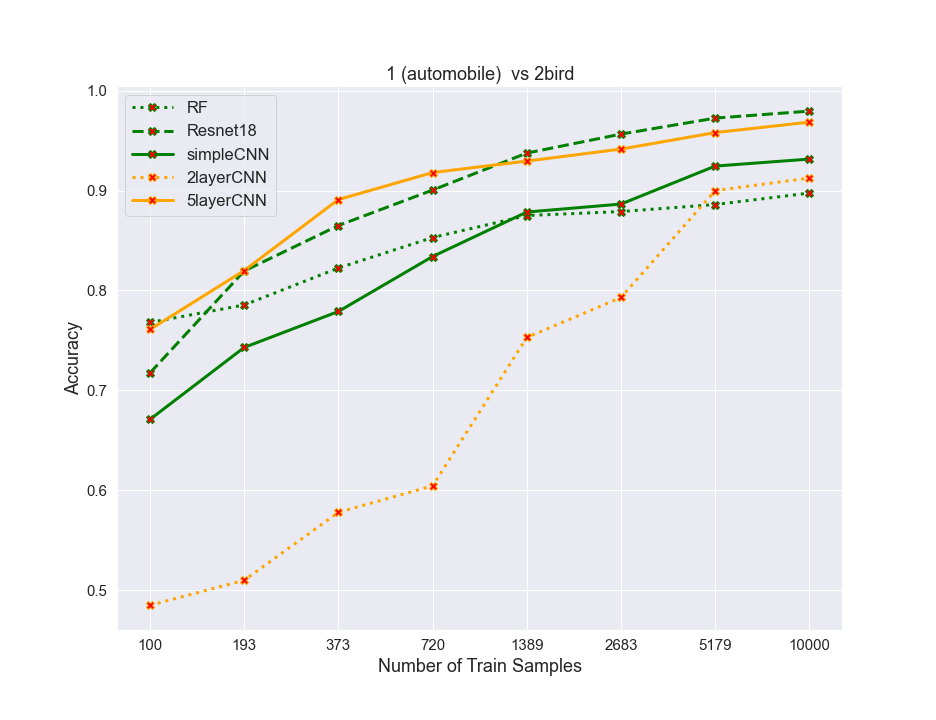 1 (automobile)  vs 2bird
1.0
0.9
0.8
0.7
0.6
0.5
Accuracy
RF
Resnet18
simpleCNN
2layerCNN
5layerCNN
100 193 373 720 1389 2683 5179 10000
Number of Train Samples